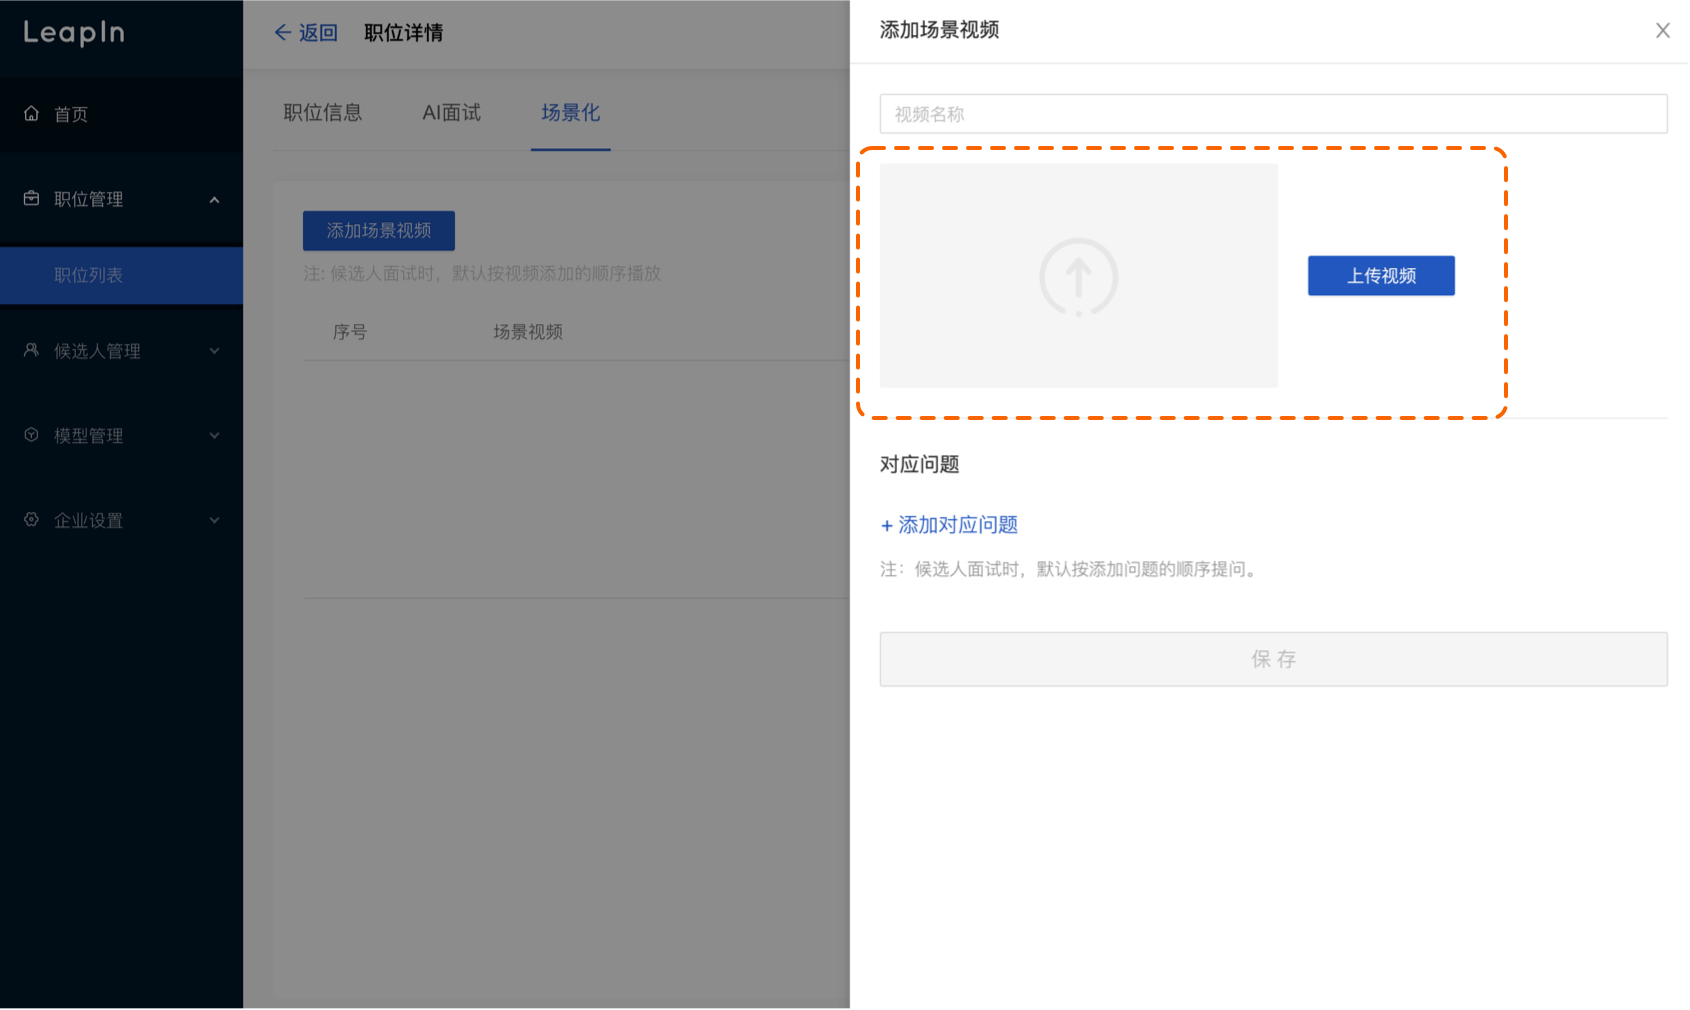 LeapIn
首页
职位管理
职位列表
候选人管理
模型管理
企业设置
返回 职位详情
职位信息 AI面试 场景化
添加场景视频
注: 候选人面试时，默认按视频添加的顺序播放
序号 场景视频
添加场景视频
视频名称
上传视频
对应问题
+ 添加对应问题
注：候选人面试时，默认按添加问题的顺序提问。
保 存